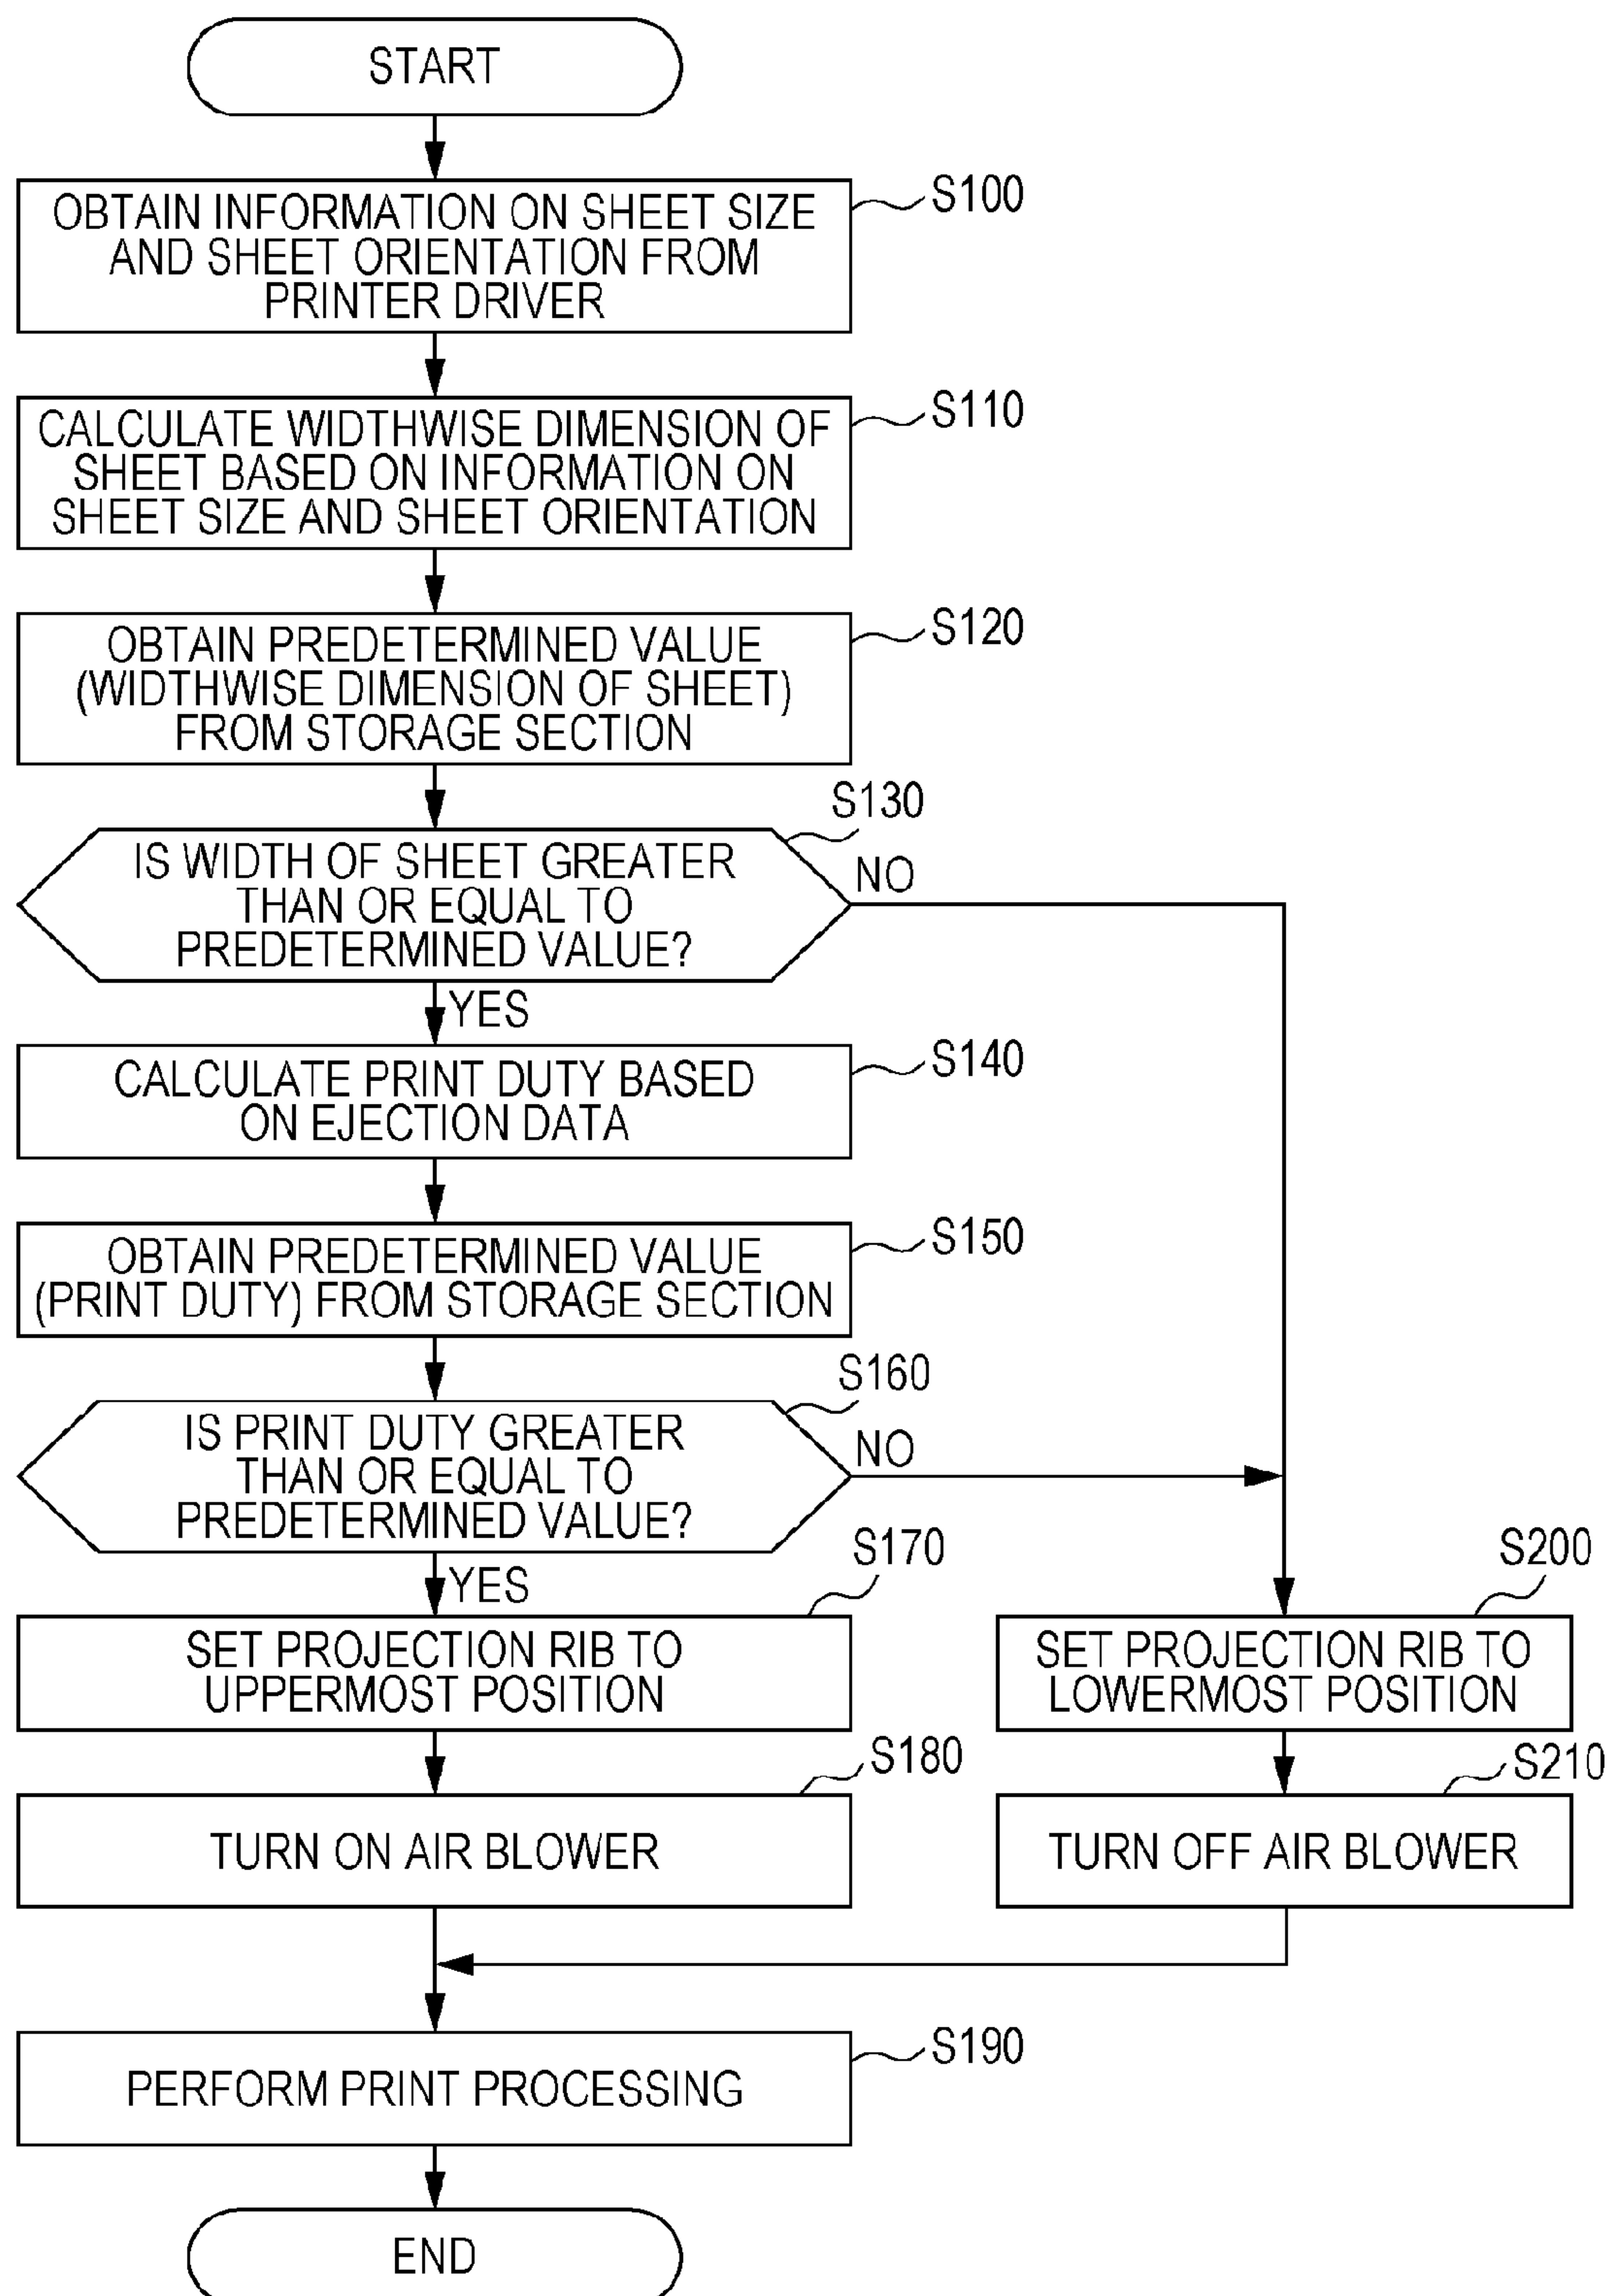 START
S100
OBTAIN INFORMATION ON SHEET SIZE
AND SHEET ORIENTATION FROM
PRINTER DRIVER
S110
CALCULATE WIDTHWISE DIMENSION OF
SHEET BASED ON INFORMATION ON
SHEET SIZE AND SHEET ORIENTATION
S120
OBTAIN PREDETERMINED VALUE
(WIDTHWISE DIMENSION OF SHEET)
FROM STORAGE SECTION
S130
IS WIDTH OF SHEET GREATER
THAN OR EQUAL TO
PREDETERMINED VALUE?
NO
YES
S140
CALCULATE PRINT DUTY BASED
ON EJECTION DATA
S150
OBTAIN PREDETERMINED VALUE
(PRINT DUTY) FROM STORAGE SECTION
S160
IS PRINT DUTY GREATER
THAN OR EQUAL TO
PREDETERMINED VALUE?
NO
YES
S170
SET PROJECTION RIB TO
UPPERMOST POSITION
S200
SET PROJECTION RIB TO
LOWERMOST POSITION
S180
TURN ON AIR BLOWER
S210
TURN OFF AIR BLOWER
S190
PERFORM PRINT PROCESSING
END